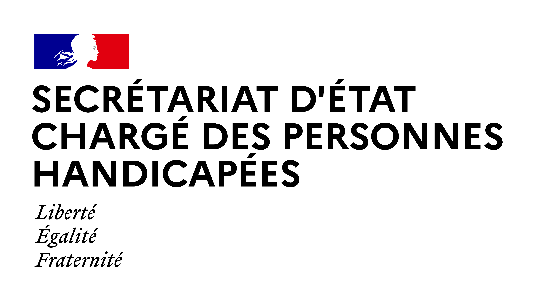 SECRÉTARIAT D'ÉTAT
CHARGÉ DES PERSONNES
HANDICAPÉES
Liberté
Égalité
Fraternité